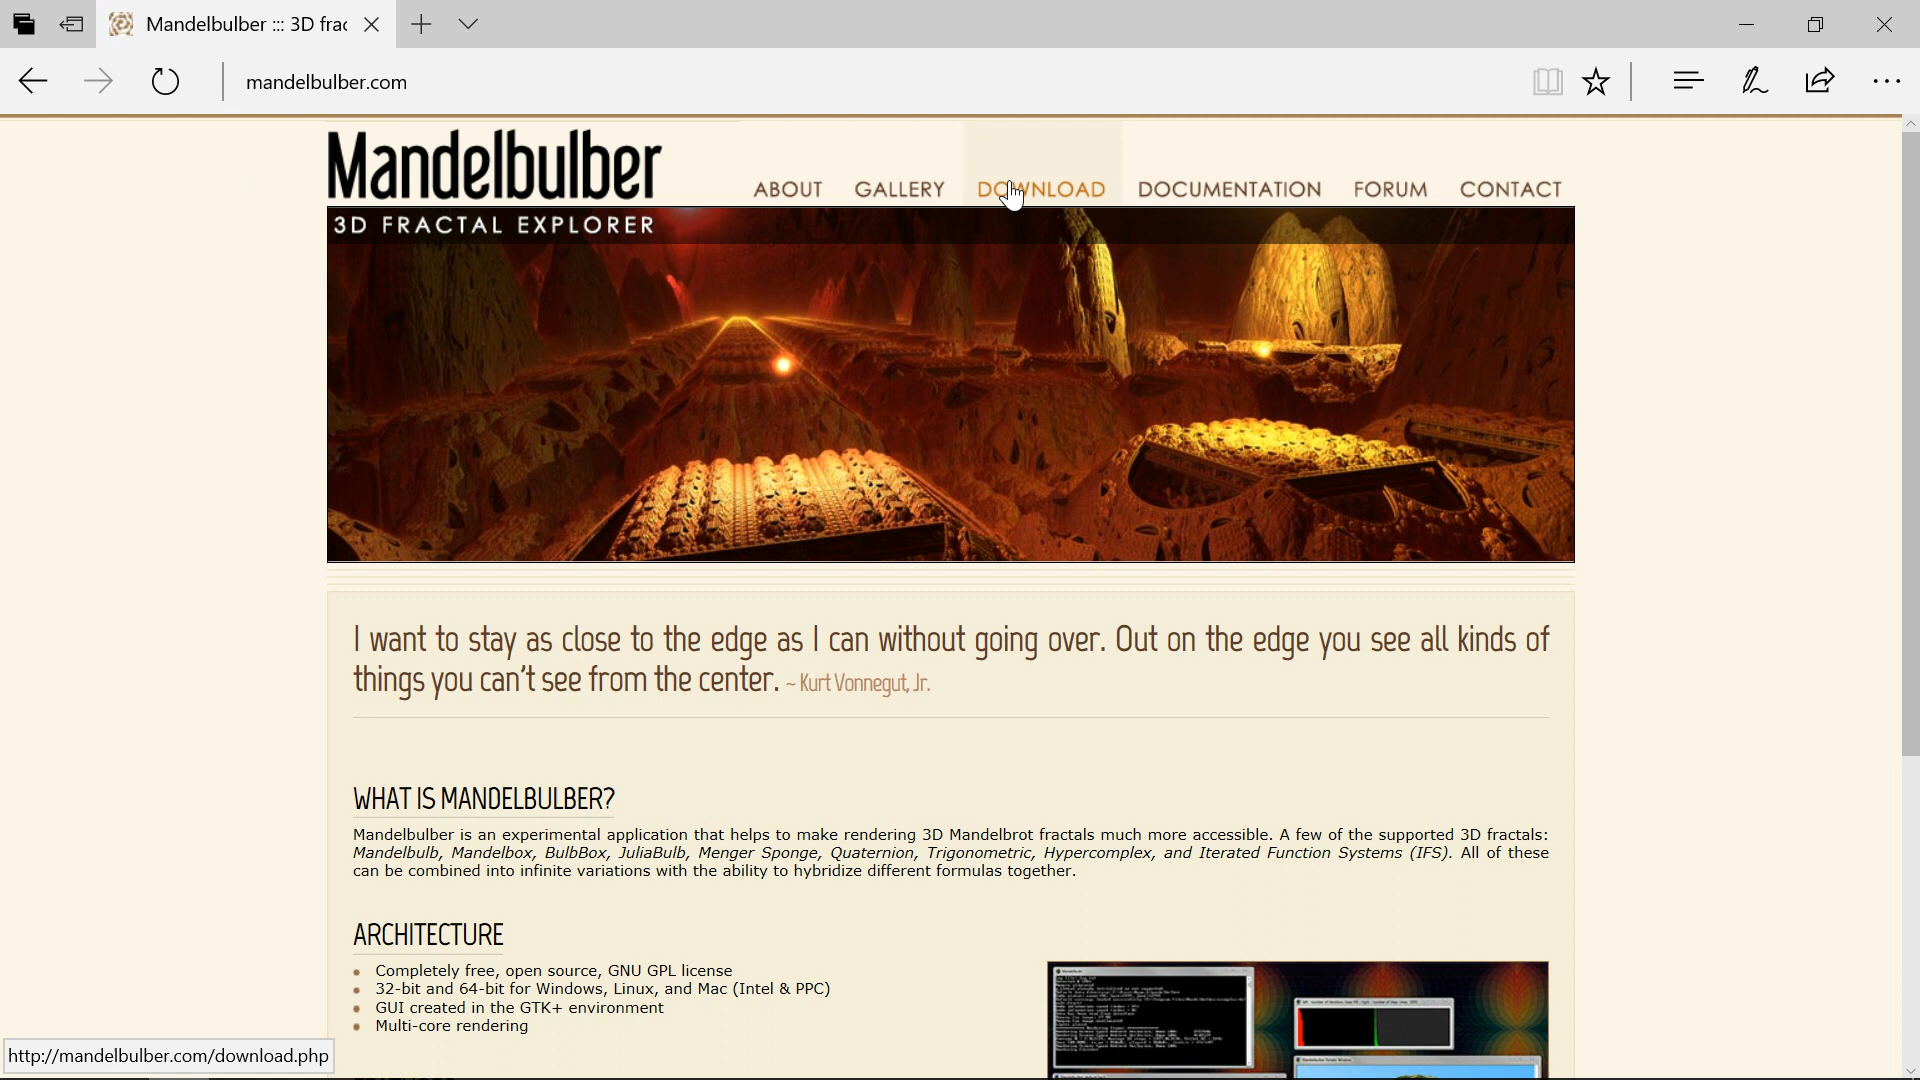 Mandelbulber ::: 3D frac
mandelbulber.com
Mandelbulber
ABOUT GALLERY DOWNLOAD DOCUMENTATION FORUM CONTACT
3D FRACTAL EXPLORER
I want to stay as close to the edge as I can without going over. Out on the edge you see all kinds of
things you can't see from the center. ~ Kurt Vonnegut, Jr.
WHAT IS MANDELBULBER?
Mandelbulber is an experimental application that helps to make rendering 3D Mandelbrot fractals much more accessible. A few of the supported 3D fractals:
Mandelbulb, Mandelbox, BulbBox, JuliaBulb, Menger Sponge, Quaternion, Trigonometric, Hypercomplex, and Iterated Function Systems (IFS). All of these
can be combined into infinite variations with the ability to hybridize different formulas together.
ARCHITECTURE
Completely free, open source, GNU GPL license
32-bit and 64-bit for Windows, Linux, and Mac (Intel & PPC)
GUI created in the GTK+ environment
Multi-core rendering
http://mandelbulber.com/download.php